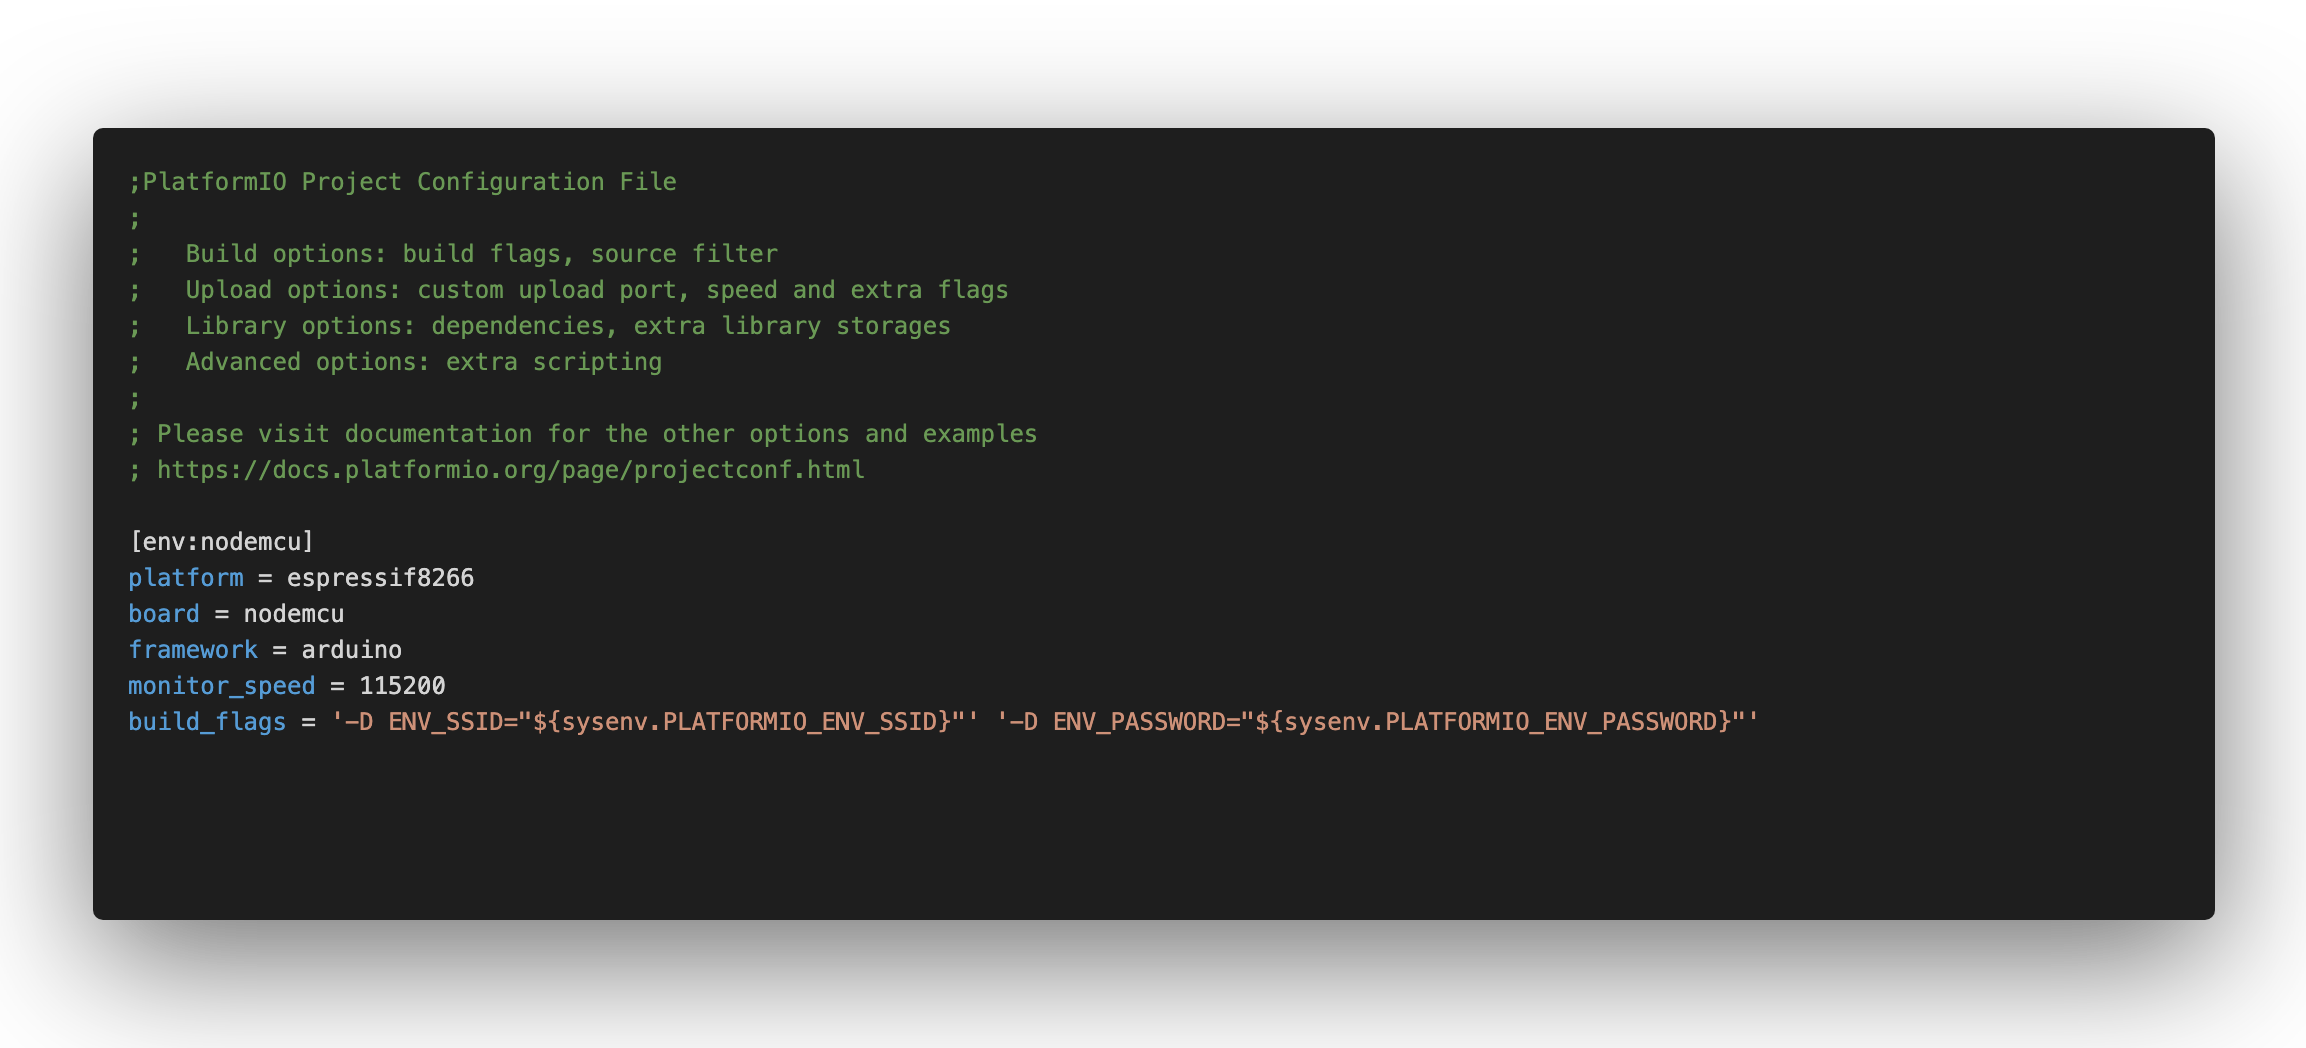 ;PlatformIO Project Configuration File
;
;   Build options: build flags, source filter
;   Upload options: custom upload port, speed and extra flags
;   Library options: dependencies, extra library storages
;   Advanced options: extra scripting
;
; Please visit documentation for the other options and examples
; https://docs.platformio.org/page/projectconf.html

[env:nodemcu]
platform = espressif8266
board = nodemcu
framework = arduino
monitor_speed = 115200
build_flags = '-D ENV_SSID="${sysenv.PLATFORMIO_ENV_SSID}"' '-D ENV_PASSWORD="${sysenv.PLATFORMIO_ENV_PASSWORD}"'